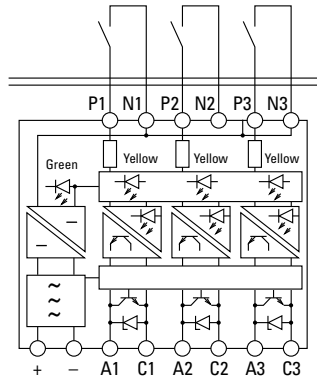 P1 N1 P2 N2 P3 N3
Green Yellow Yellow Yellow
+ – A1 C1 A2 C2 A3 C3